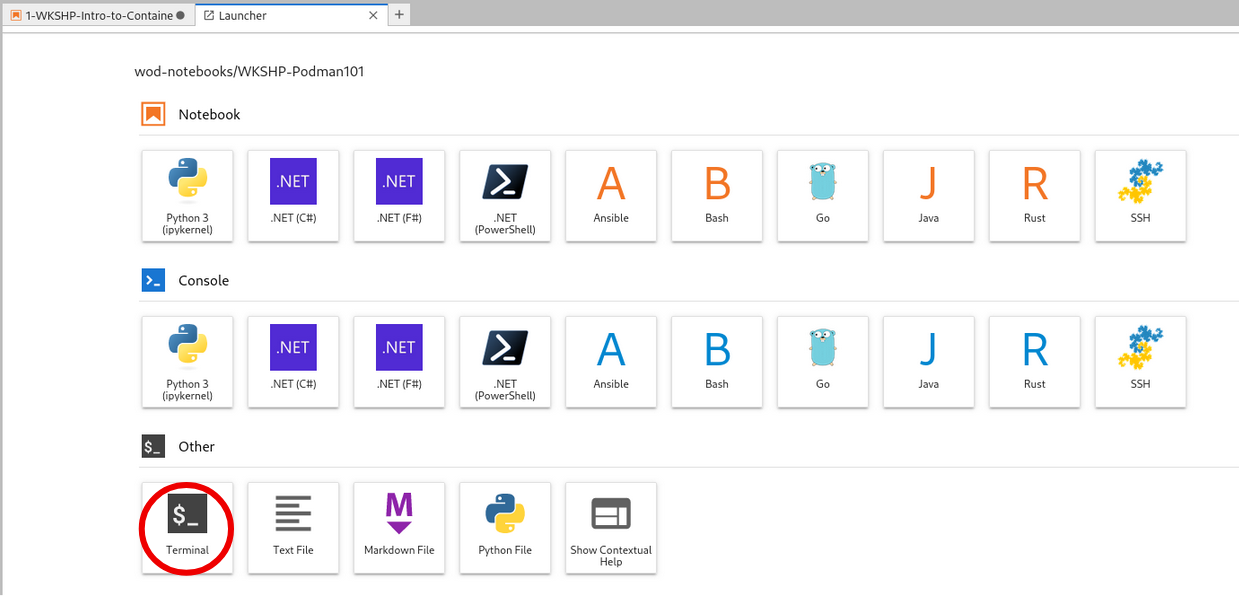 1-WKSHP-Intro-to-Containe
Launcher
wod-notebooks/WKSHP-Podman101
Notebook
.NET
.NET
A
B
J
R
Python 3
(ipykernel)
.NET (C#)
.NET (F#)
.NET
(PowerShell)
Ansible
Bash
Go
Java
Rust
SSH
Console
.NET
.NET
A
B
J
R
Python 3
(ipykernel)
.NET (C#)
.NET (F#)
.NET
(PowerShell)
Ansible
Bash
Go
Java
Rust
SSH
$_
Other
$_
M
Terminal
Text File
Markdown File
Python File
Show Contextual
Help